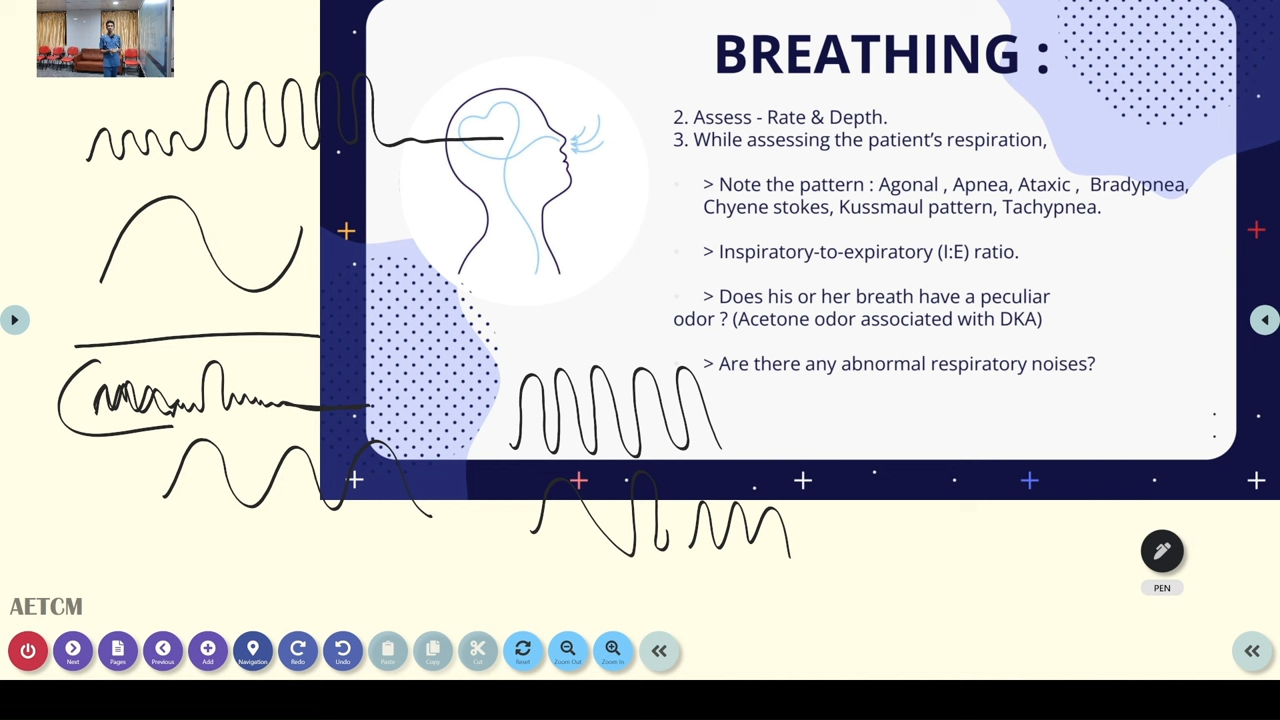 BREATHING :
2. Assess - Rate & Depth.
3. While assessing the patient’s respiration,
> Note the pattern : Agonal , Apnea, Ataxic ,  Bradypnea,
Chyene stokes, Kussmaul pattern, Tachypnea.
> Inspiratory-to-expiratory (I:E) ratio.
> Does his or her breath have a peculiar
odor ? (Acetone odor associated with DKA)
> Are there any abnormal respiratory noises?
PEN
AETCM
Next Pages Previous Add Navigation Redo Undo Paste Copy Cut Reset Zoom Out Zoom In